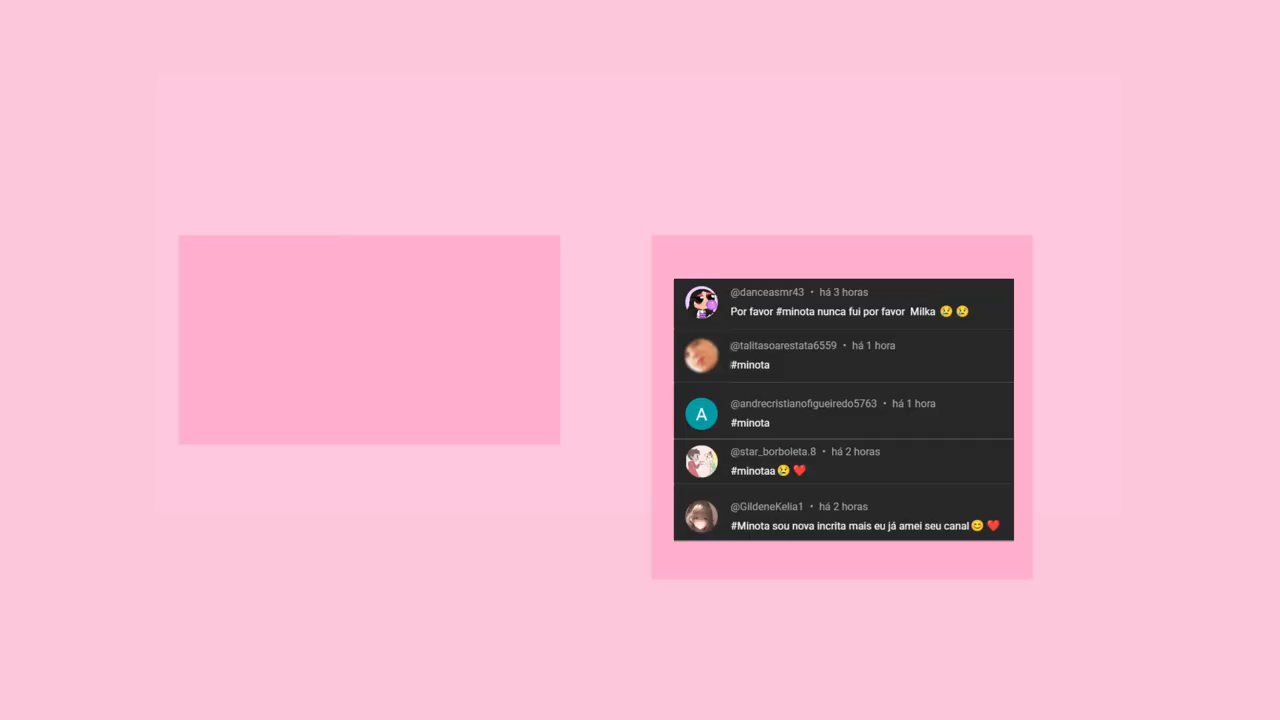 @danceasmr43 • há 3 horas
Por favor #minota nunca fui por favor Milka 😢 😢
@talitasoarestata6559 • há 1 hora
#minota
A
@andrecristianofigueiredo5763 • há 1 hora
#minota
@star_borboleta.8 • há 2 horas
#minotaa😢 ❤️
@GildeneKelia1 • há 2 horas
#Minota sou nova incrita mais eu já amei seu canal😊 ❤️